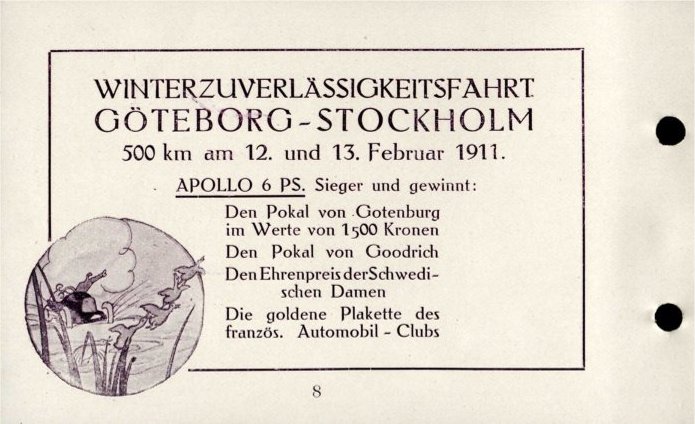 WINTERZUVERLÄSSIGKEITSFAHRT
GÖTEBORG - STOCKHOLM
500 km am 12. und 13. Februar 1911.
APOLLO 6 PS. Sieger und gewinnt:
Den Pokal von Gotenburg
im Werte von 1500 Kronen
Den Pokal von Goodrich
Den Ehrenpreis der Schwedi-
schen Damen
Die goldene Plakette des
französ. Automobil - Clubs
8